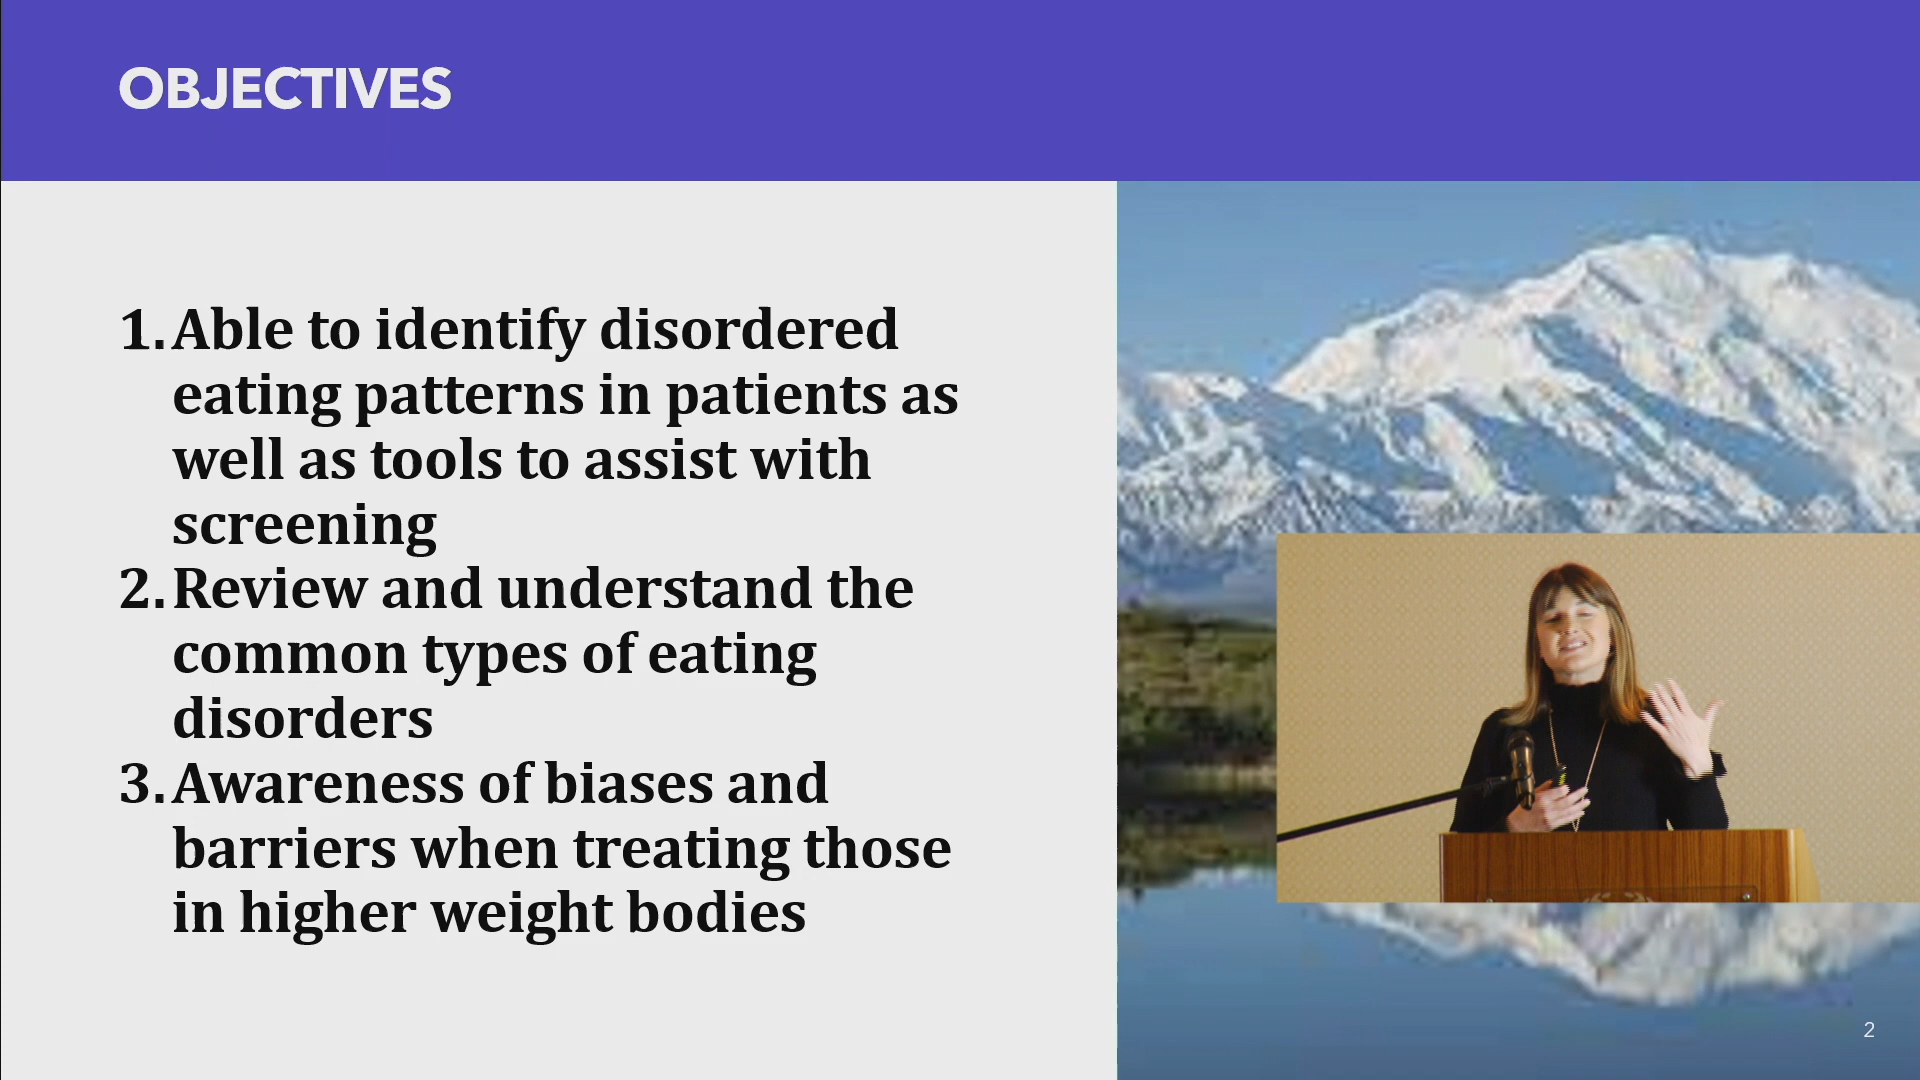 OBJECTIVES
1. Able to identify disordered
eating patterns in patients as
well as tools to assist with
screening
2. Review and understand the
common types of eating
disorders
3. Awareness of biases and
barriers when treating those
in higher weight bodies
2